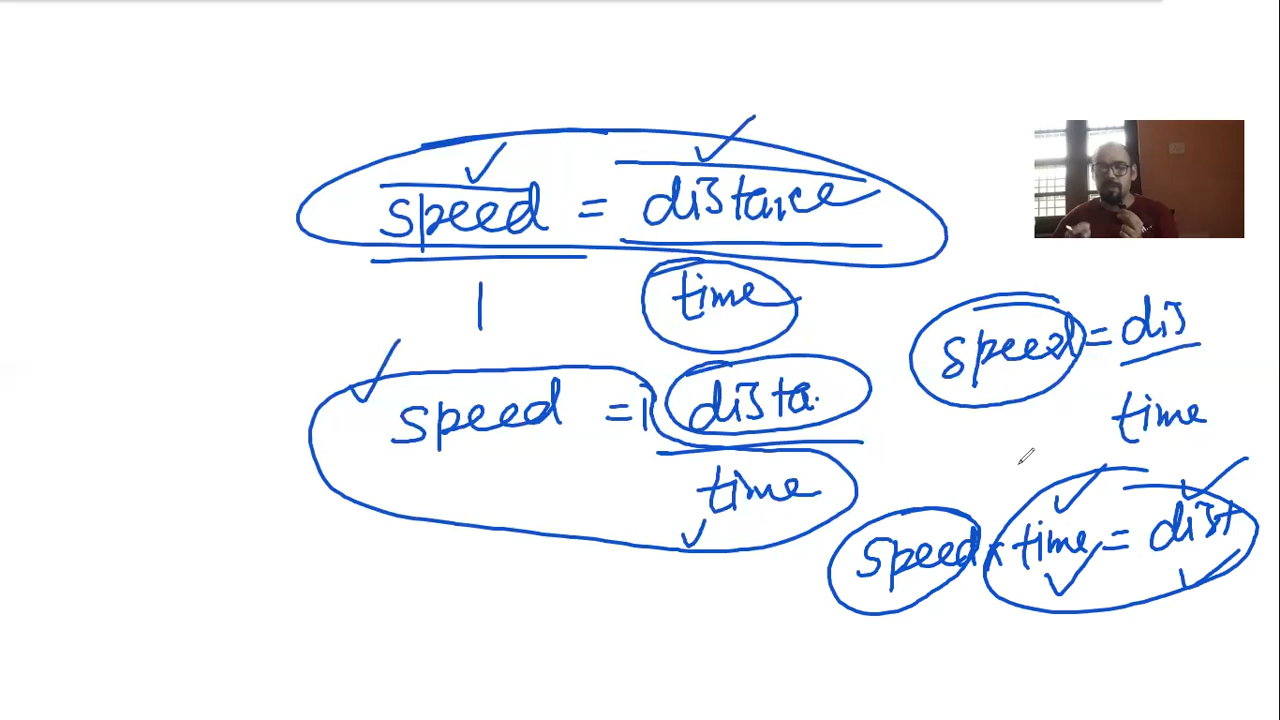 speed = distance
1 time
speed = 1 dista.
time
speed = dis
time
speed × time = dist